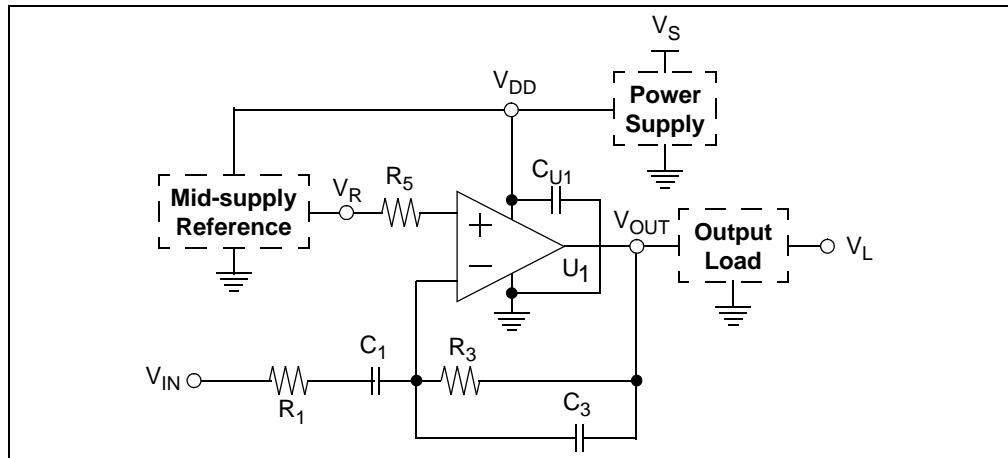 V_S
V_DD
Power
Supply
C_U1
R_5
V_R
Mid-supply
Reference
+
−
U_1
V_OUT
Output
Load
V_L
V_IN
R_1
C_1
R_3
C_3